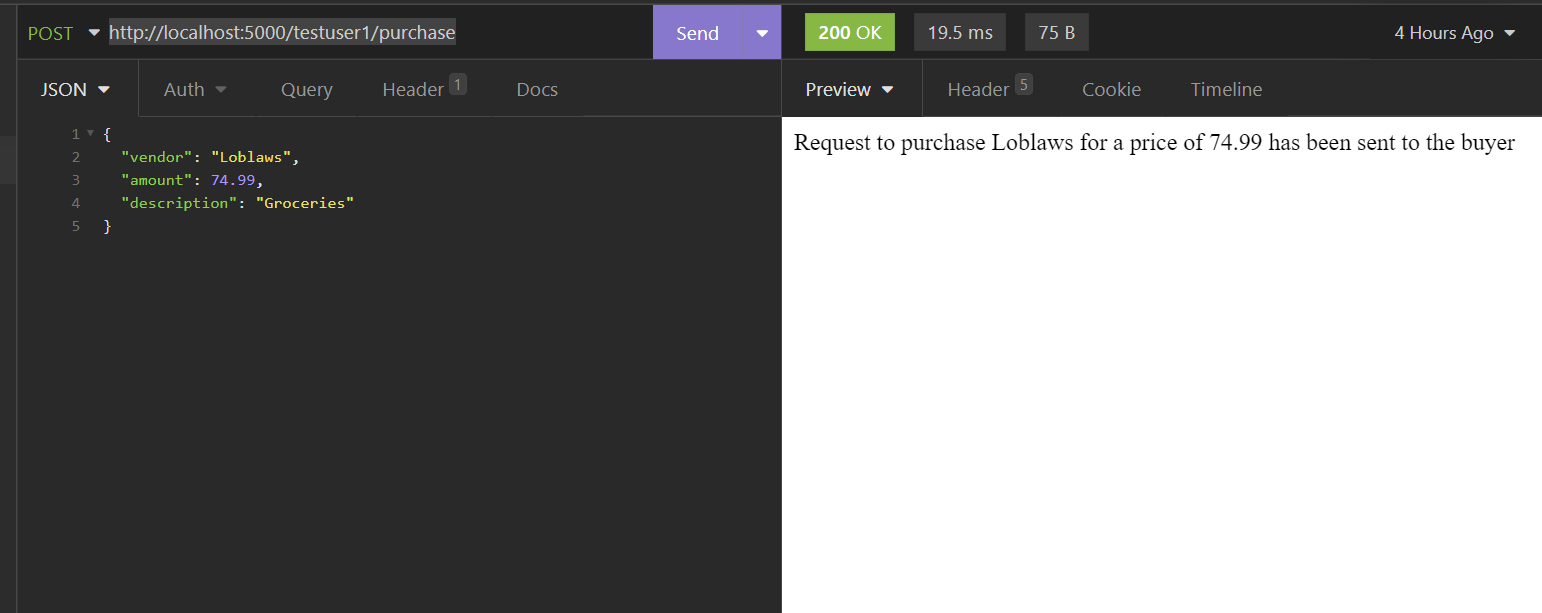 POST http://localhost:5000/testuser1/purchase Send 200 OK 19.5 ms 75 B 4 Hours Ago
JSON Auth Query Header 1 Docs Preview Header 5 Cookie Timeline
1 {
2 "vendor": "Loblaws",
3 "amount": 74.99,
4 "description": "Groceries"
5 }
Request to purchase Loblaws for a price of 74.99 has been sent to the buyer